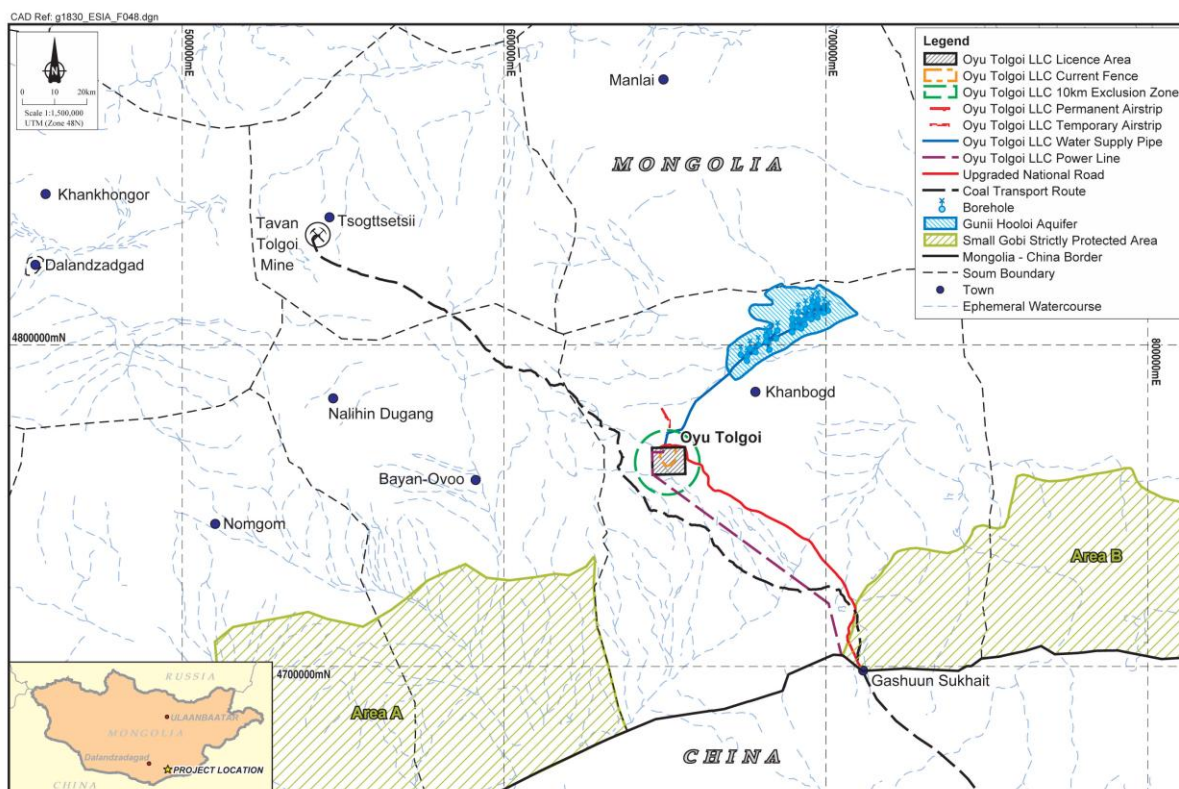 CAD Ref: g1830_ESIA_F048.dgn
N
0 10 20km
Scale 1:1,500,000
UTM (Zone 48N)
500000mE
600000mE
700000mE
800000mE
4800000mN
4700000mN
Manlai
MONGOLIA
Khankhongor
Tsogttsetsii
Tavan
Tolgoi
Mine
Dalandzadgad
Khanbogd
Nalihin Dugang
Oyu Tolgoi
Bayan-Ovoo
Nomgom
Area A
Area B
Gashuun Sukhait
CHINA
Legend
Oyu Tolgoi LLC Licence Area
Oyu Tolgoi LLC Current Fence
Oyu Tolgoi LLC 10km Exclusion Zone
Oyu Tolgoi LLC Permanent Airstrip
Oyu Tolgoi LLC Temporary Airstrip
Oyu Tolgoi LLC Water Supply Pipe
Oyu Tolgoi LLC Power Line
Upgraded National Road
Coal Transport Route
Borehole
Gunii Hooloi Aquifer
Small Gobi Strictly Protected Area
Mongolia - China Border
Soum Boundary
Town
Ephemeral Watercourse
RUSSIA
ULAANBAATAR
MONGOLIA
Dalandzadagad
PROJECT LOCATION
CHINA